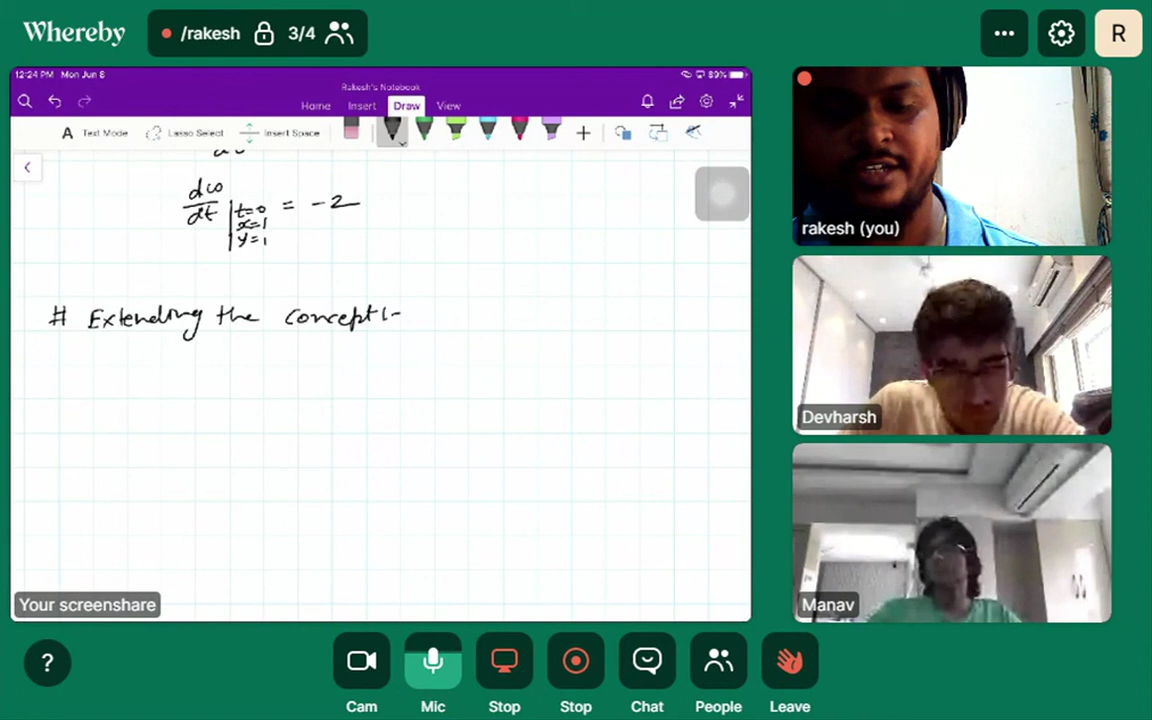 Whereby
/rakesh 3/4
R
12:24 PM Mon Jun 8
89%
Rakesh's Notebook
Home Insert Draw View
A Text Mode Lasso Select Insert Space
dw
dt | t=0 = -2
x=1
y=1
# Extending the concept :-
Your screenshare
rakesh (you)
Devharsh
Manav
?
Cam Mic Stop Stop Chat People Leave